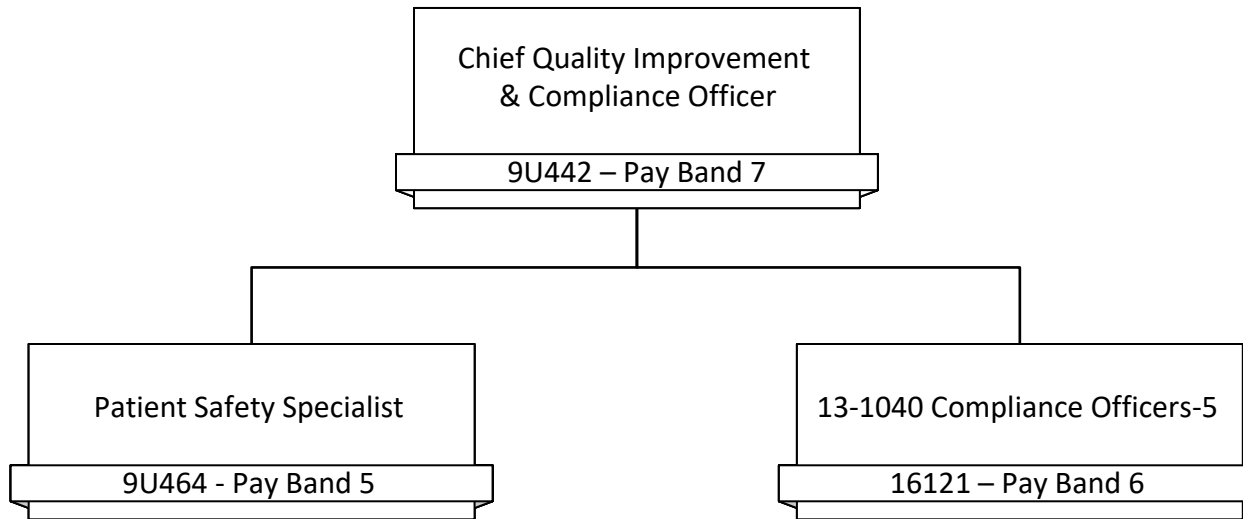 Chief Quality Improvement
& Compliance Officer
9U442 – Pay Band 7
Patient Safety Specialist
9U464 - Pay Band 5
13-1040 Compliance Officers-5
16121 – Pay Band 6